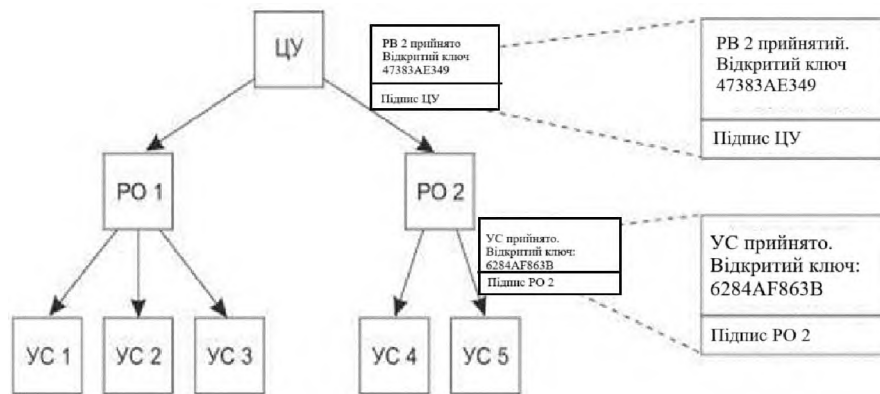 ЦУ
РВ 2 прийнято
Відкритий ключ
47383AE349
Підпис ЦУ
РВ 2 прийнятий.
Відкритий ключ
47383AE349
Підпис ЦУ
РО 1
РО 2
УС прийнято.
Відкритий ключ:
6284AF863B
Підпис РО 2
УС прийнято.
Відкритий ключ:
6284AF863B
Підпис РО 2
УС 1
УС 2
УС 3
УС 4
УС 5